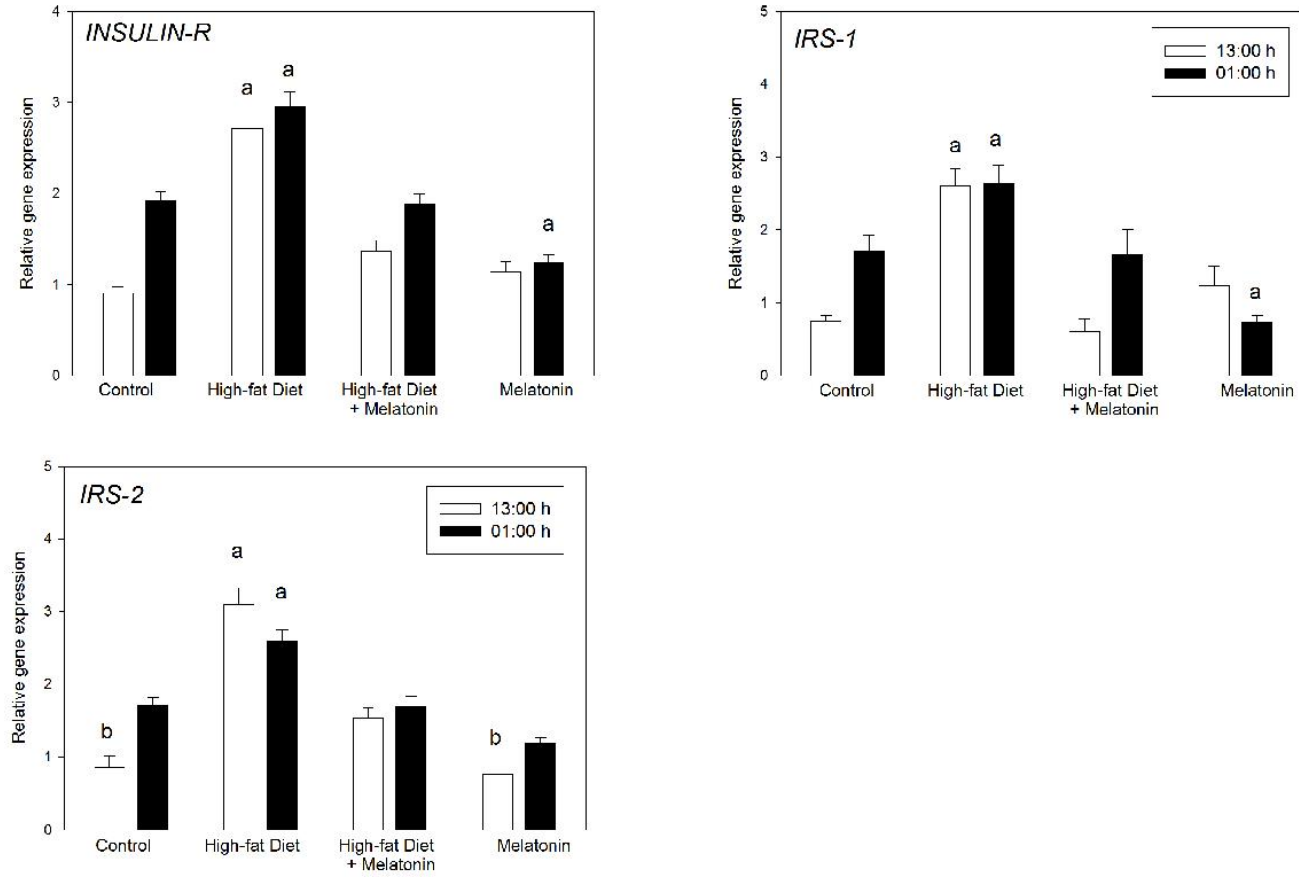 INSULIN-R
Relative gene expression
4
3
2
1
0
a
a
a
Control
High-fat Diet
High-fat Diet
+ Melatonin
Melatonin
IRS-1
13:00 h
01:00 h
Relative gene expression
5
4
3
2
1
0
a
a
a
Control
High-fat Diet
High-fat Diet
+ Melatonin
Melatonin
IRS-2
13:00 h
01:00 h
Relative gene expression
5
4
3
2
1
0
b
a
a
b
Control
High-fat Diet
High-fat Diet
+ Melatonin
Melatonin